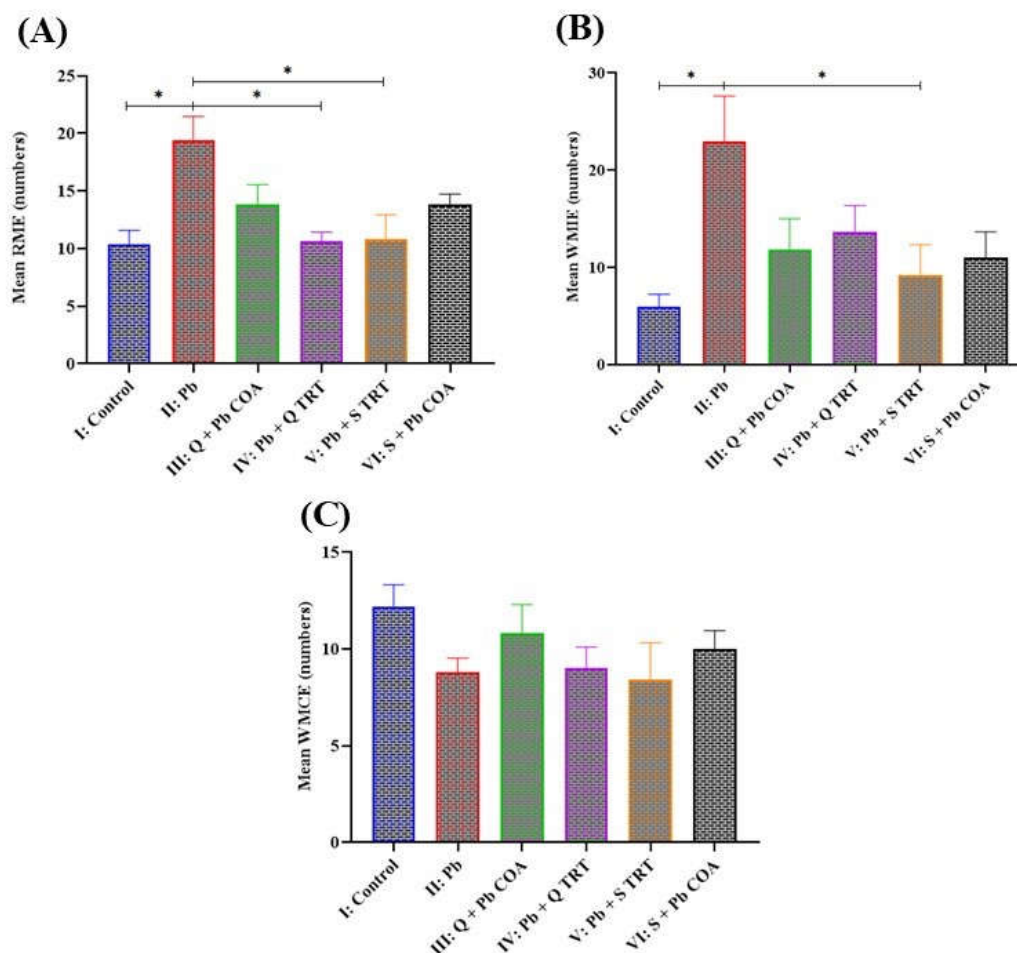 (A)
Mean RME (numbers)
25
20
15
10
5
0
*
*
*
I: Control
II: Pb
III: Q + Pb COA
IV: Pb + Q TRT
V: Pb + S TRT
VI: S + Pb COA
(B)
Mean WMIE (numbers)
30
20
10
0
*
*
I: Control
II: Pb
III: Q + Pb COA
IV: Pb + Q TRT
V: Pb + S TRT
VI: S + Pb COA
(C)
Mean WMCE (numbers)
15
10
5
0
I: Control
II: Pb
III: Q + Pb COA
IV: Pb + Q TRT
V: Pb + S TRT
VI: S + Pb COA